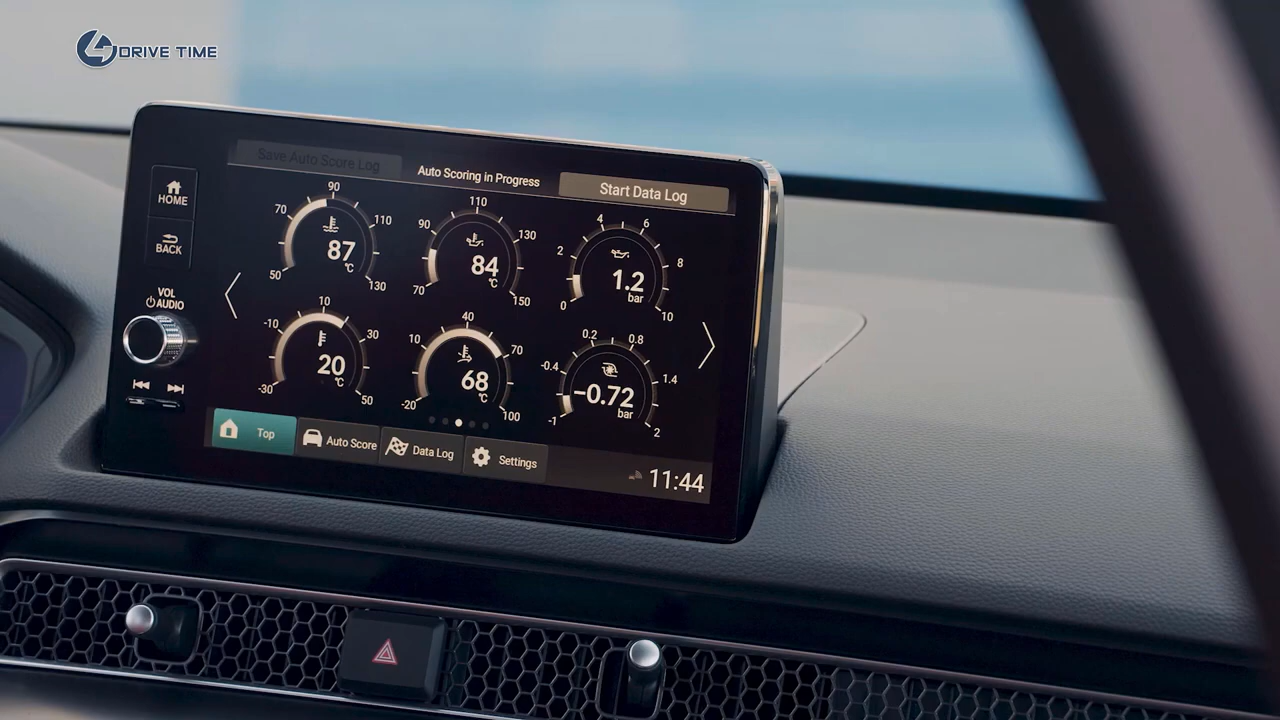 DRIVE TIME
Save Auto Score Log
Auto Scoring in Progress
Start Data Log
HOME
BACK
VOL
AUDIO
50 70 90 110 130
87
°C
70 90 110 130 150
84
°C
0 2 4 6 8 10
1.2
bar
-30 -10 10 30 50
20
°C
-20 10 40 70 100
68
°C
-1 -0.4 0.2 0.8 1.4 2
-0.72
bar
Top
Auto Score
Data Log
Settings
11:44